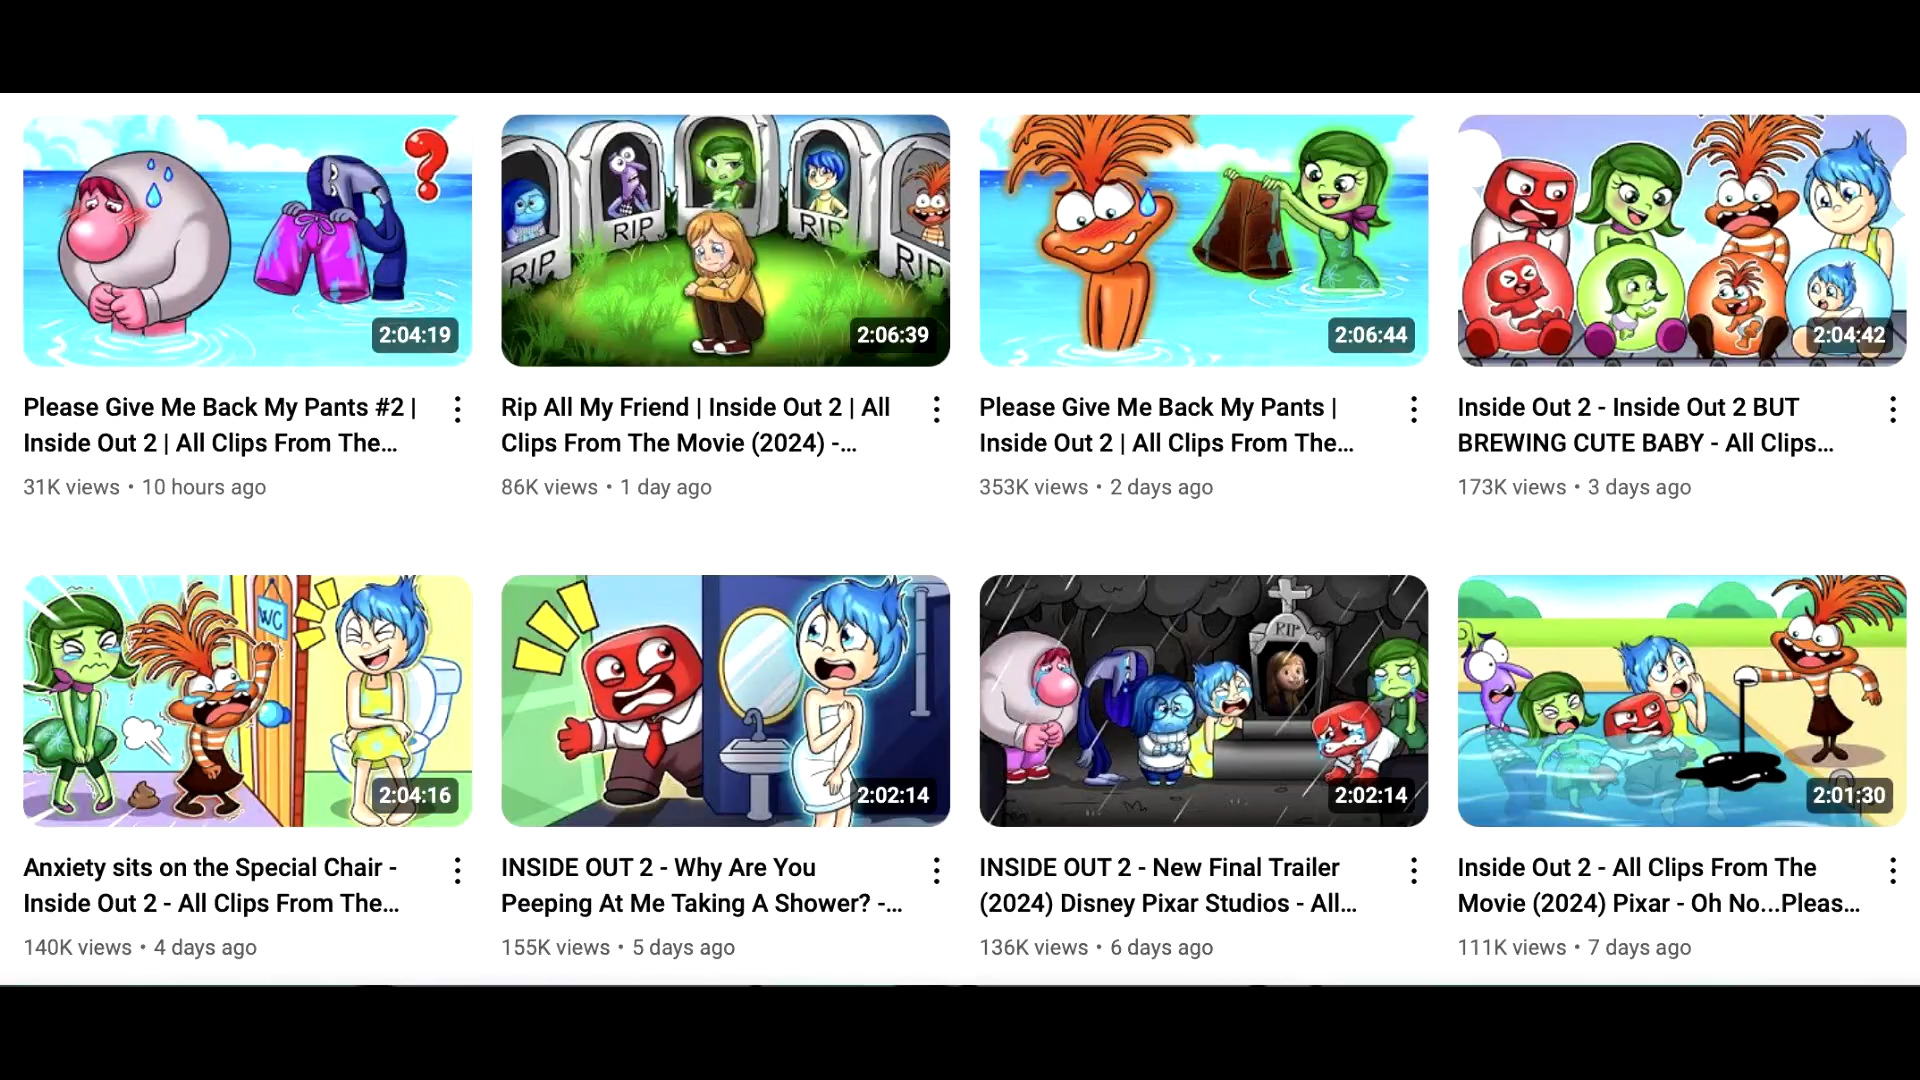 RIP
RIP
RIP
RIP
2:04:19
2:06:39
2:06:44
2:04:42
Please Give Me Back My Pants #2 |
Inside Out 2 | All Clips From The...
31K views • 10 hours ago
Rip All My Friend | Inside Out 2 | All
Clips From The Movie (2024) -...
86K views • 1 day ago
Please Give Me Back My Pants |
Inside Out 2 | All Clips From The...
353K views • 2 days ago
Inside Out 2 - Inside Out 2 BUT
BREWING CUTE BABY - All Clips...
173K views • 3 days ago
WC
RIP
2:04:16
2:02:14
2:02:14
2:01:30
Anxiety sits on the Special Chair -
Inside Out 2 - All Clips From The...
140K views • 4 days ago
INSIDE OUT 2 - Why Are You
Peeping At Me Taking A Shower? -...
155K views • 5 days ago
INSIDE OUT 2 - New Final Trailer
(2024) Disney Pixar Studios - All...
136K views • 6 days ago
Inside Out 2 - All Clips From The
Movie (2024) Pixar - Oh No...Pleas...
111K views • 7 days ago